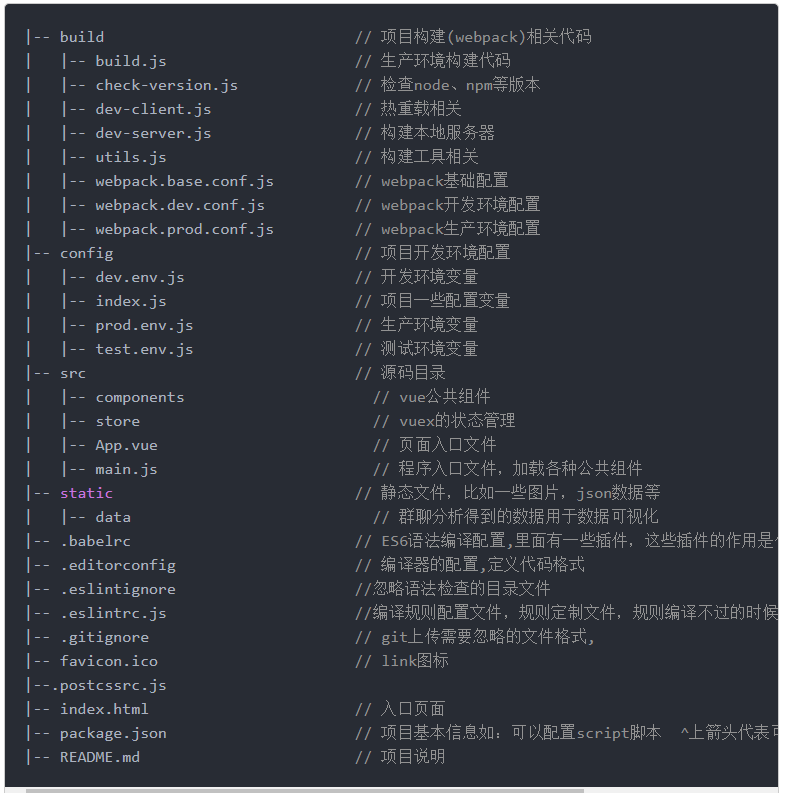 |-- build                            // 项目构建(webpack)相关代码
|   |-- build.js                     // 生产环境构建代码
|   |-- check-version.js             // 检查node、npm等版本
|   |-- dev-client.js                // 热重载相关
|   |-- dev-server.js                // 构建本地服务器
|   |-- utils.js                     // 构建工具相关
|   |-- webpack.base.conf.js         // webpack基础配置
|   |-- webpack.dev.conf.js          // webpack开发环境配置
|   |-- webpack.prod.conf.js         // webpack生产环境配置
|-- config                           // 项目开发环境配置
|   |-- dev.env.js                   // 开发环境变量
|   |-- index.js                     // 项目一些配置变量
|   |-- prod.env.js                  // 生产环境变量
|   |-- test.env.js                  // 测试环境变量
|-- src                              // 源码目录
|   |-- components                     // vue公共组件
|   |-- store                          // vuex的状态管理
|   |-- App.vue                        // 页面入口文件
|   |-- main.js                        // 程序入口文件，加载各种公共组件
|-- static                           // 静态文件，比如一些图片，json数据等
|   |-- data                           // 群聊分析得到的数据用于数据可视化
|-- .babelrc                         // ES6语法编译配置,里面有一些插件，这些插件的作用是
|-- .editorconfig                    // 编译器的配置,定义代码格式
|-- .eslintignore                    //忽略语法检查的目录文件
|-- .eslintrc.js                     //编译规则配置文件，规则定制文件，规则编译不过的时候
|-- .gitignore                       // git上传需要忽略的文件格式,
|-- favicon.ico                      // link图标
|--.postcssrc.js
|-- index.html                       // 入口页面
|-- package.json                     // 项目基本信息如：可以配置script脚本  ^上箭头代表可
|-- README.md                        // 项目说明